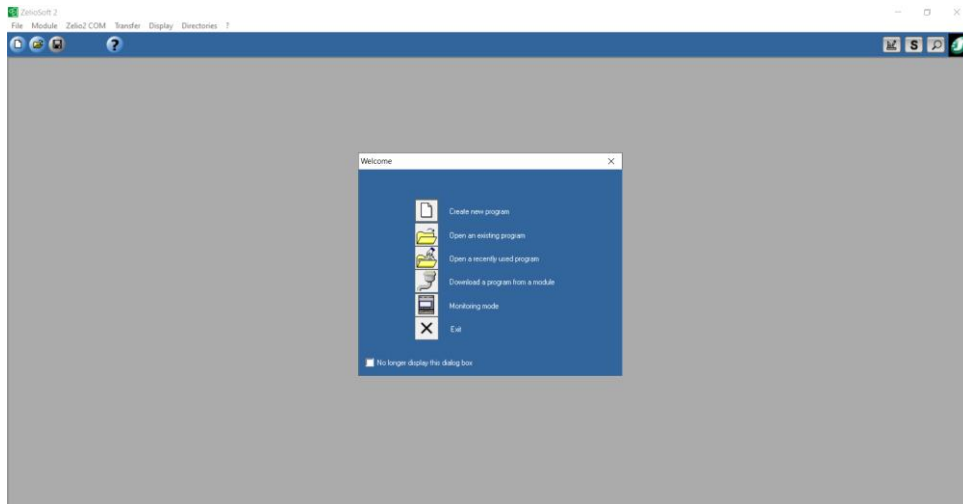 ZelioSoft 2
File Module Zelio2 COM Transfer Display Directories ?
?
S
Welcome
Create new program
Open an existing program
Open a recently used program
Download a program from a module
Monitoring mode
Exit
No longer display this dialog box